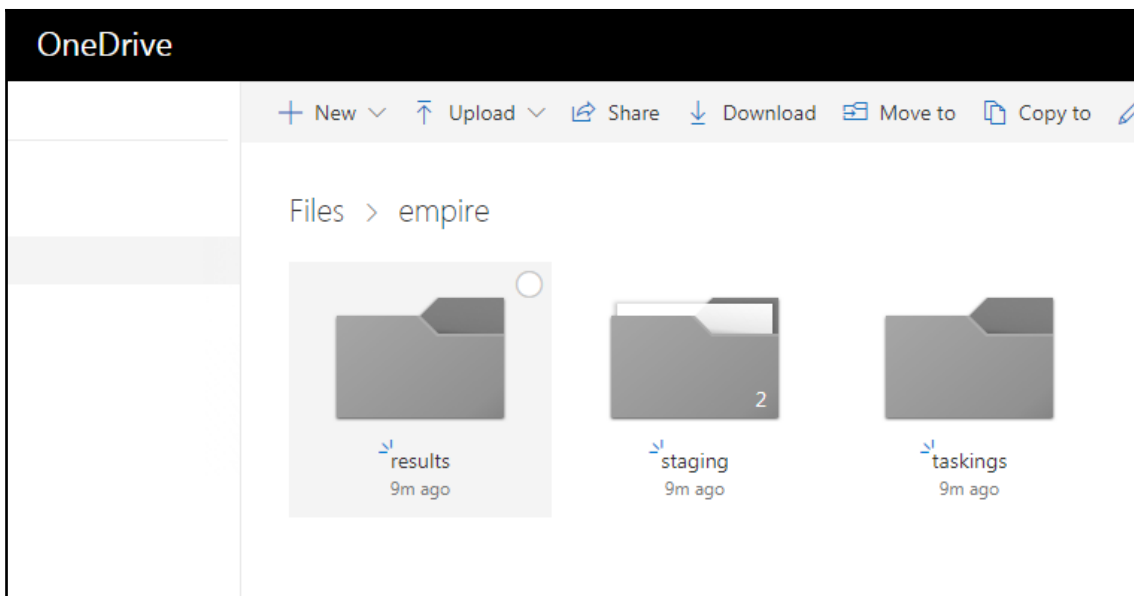 OneDrive
New Upload Share Download Move to Copy to
Files > empire
2
results staging taskings
9m ago 9m ago 9m ago